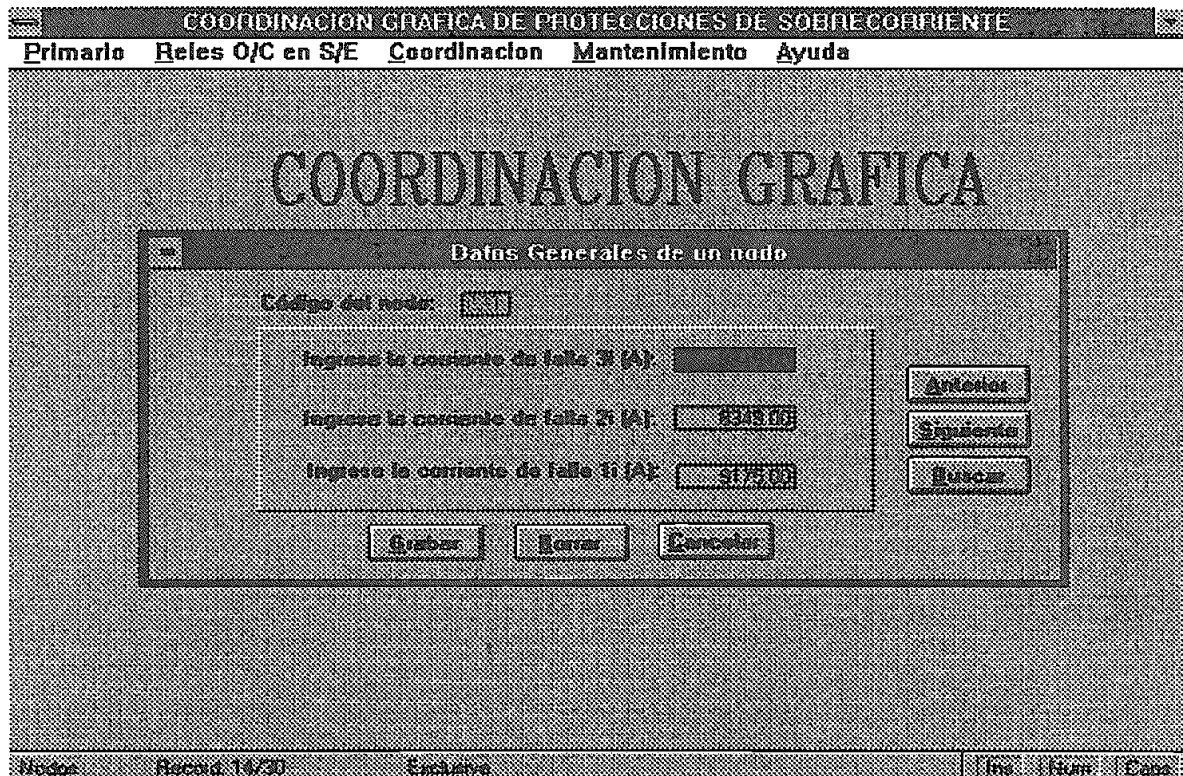 COORDINACION GRAFICA DE PROTECCIONES DE SOBRECORRIENTE
Primario Reles O/C en S/E Coordinacion Mantenimiento Ayuda
COORDINACION GRAFICA
Datos Generales de un nodo
Código del nodo:
Ingrese la corriente de falla 3f (A):
Ingrese la corriente de falla 2f (A):
Anterior
Siguiente
Ingrese la corriente de falla 1f (A):
Buscar
Grabar Borrar Cancelar
Nodos Record: 14/30 Exclusive Ins Num Caps